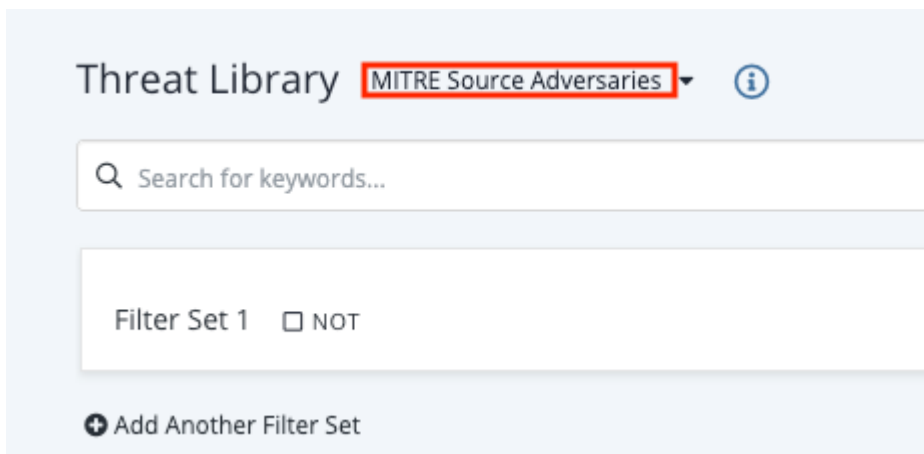 Threat Library MITRE Source Adversaries
Search for keywords...
Filter Set 1 NOT
Add Another Filter Set